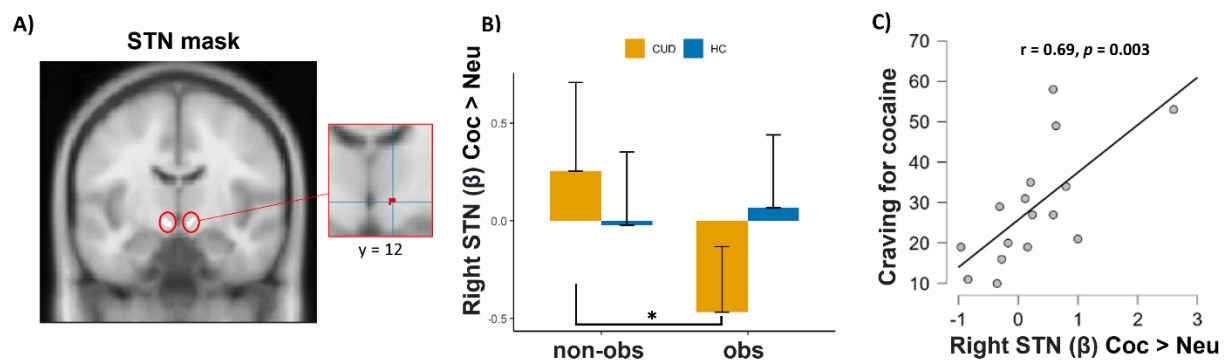 A)
STN mask
y = 12
B)
CUD HC
Right STN (β) Coc > Neu
0.5
0.0
-0.5
*
non-obs obs
C)
r = 0.69, p = 0.003
Craving for cocaine
70
60
50
40
30
20
10
-1 0 1 2 3
Right STN (β) Coc > Neu